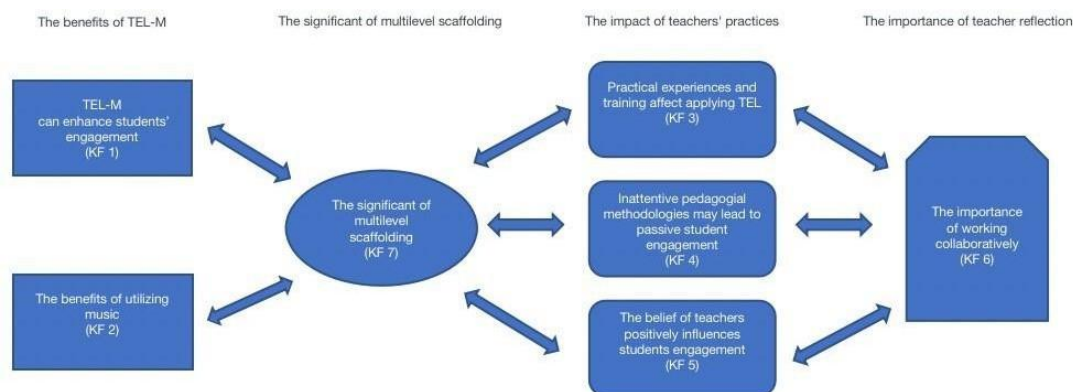 The benefits of TEL-M
The significant of multilevel scaffolding
The impact of teachers' practices
The importance of teacher reflection
TEL-M
can enhance students'
engagement
(KF 1)
The benefits of utilizing
music
(KF 2)
The significant of
multilevel
scaffolding
(KF 7)
Practical experiences and
training affect applying TEL
(KF 3)
Inattentive pedagogial
methodologies may lead to
passive student
engagement
(KF 4)
The belief of teachers
positively influences
students engagement
(KF 5)
The importance
of working
collaboratively
(KF 6)